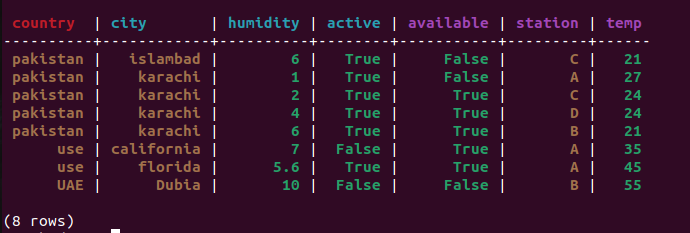 country | city | humidity | active | available | station | temp
----------+------------+----------+--------+-----------+---------+------
pakistan | islambad | 6 | True | False | C | 21
pakistan | karachi | 1 | True | False | A | 27
pakistan | karachi | 2 | True | True | C | 24
pakistan | karachi | 4 | True | True | D | 24
pakistan | karachi | 6 | True | True | B | 21
use | california | 7 | False | True | A | 35
use | florida | 5.6 | True | True | A | 45
UAE | Dubia | 10 | False | False | B | 55
(8 rows)